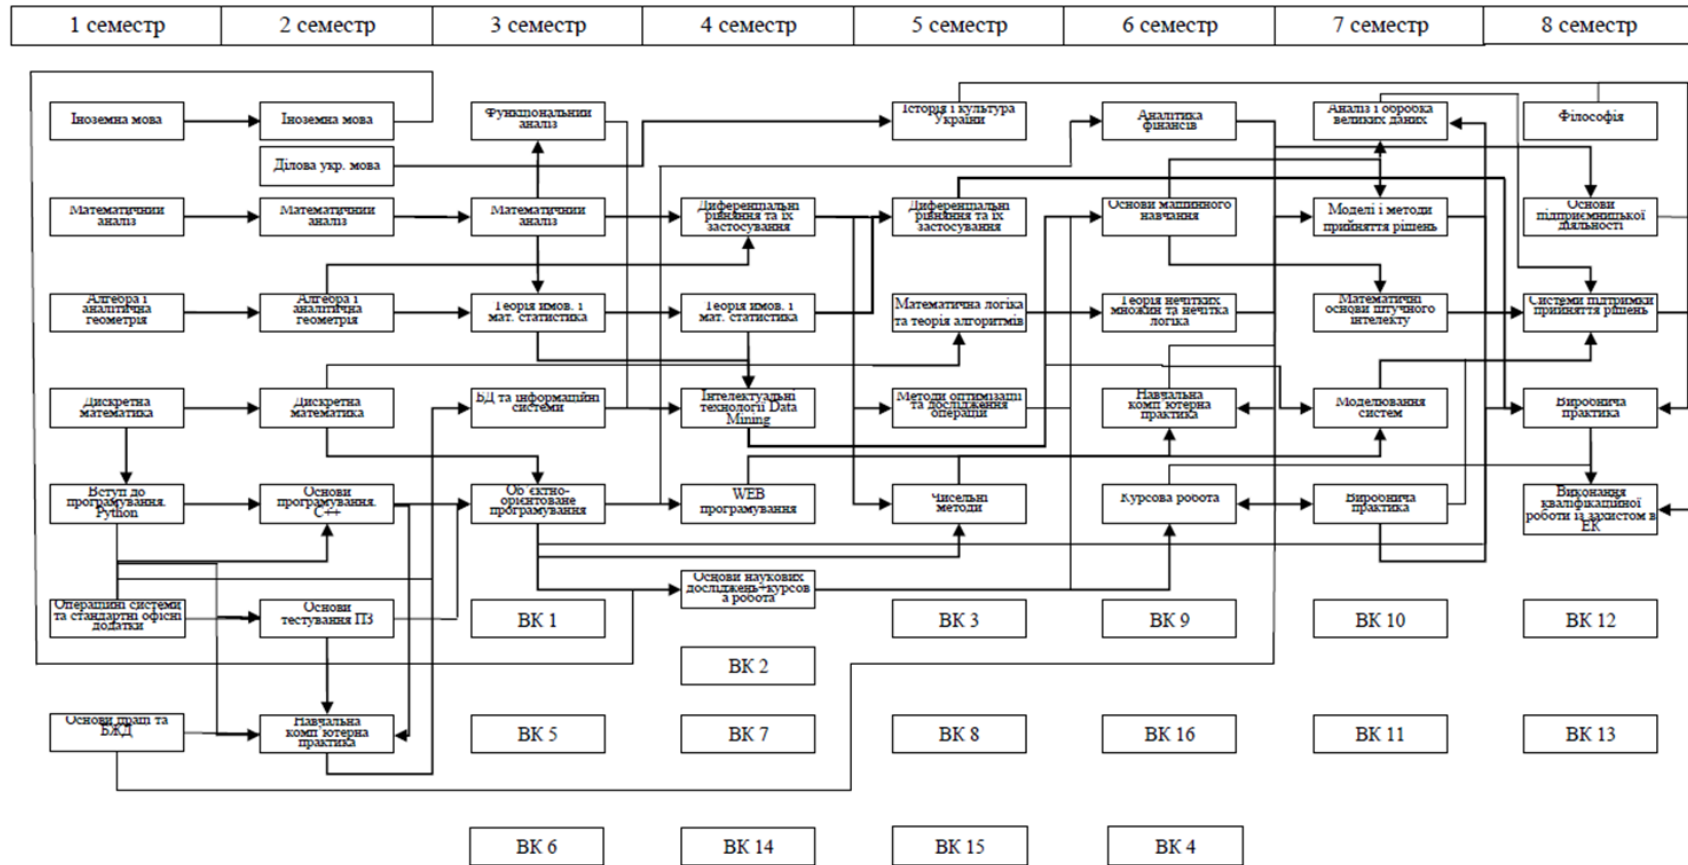 1 семестр
2 семестр
3 семестр
4 семестр
5 семестр
6 семестр
7 семестр
8 семестр
Іноземна мова
Іноземна мова
Функціональний
аналіз
Історія і культура
України
Аналітика
фінансів
Аналіз і обробка
великих даних
Філософія
Ділова укр. мова
Математичний
аналіз
Математичний
аналіз
Математичний
аналіз
Диференціальні
рівняння та їх
застосування
Диференціальні
рівняння та їх
застосування
Основи машинного
навчання
Моделі і методи
прийняття рішень
Основи
підприємницької
діяльності
Алгебра і
аналітична
геометрія
Алгебра і
аналітична
геометрія
Теорія імов. і
мат. статистика
Теорія імов. і
мат. статистика
Математична логіка
та теорія алгоритмів
Теорія нечітких
множин та нечітка
логіка
Математичні
основи штучного
інтелекту
Системи підтримки
прийняття рішень
Дискретна
математика
Дискретна
математика
БД та інформаційні
системи
Інтелектуальні
технології Data
Mining
Методи оптимізації
та дослідження
операцій
Навчальна
комп’ютерна
практика
Моделювання
систем
Виробнича
практика
Вступ до
програмування.
Python
Основи
програмування.
С++
Об’єктно-
орієнтоване
програмування
WEB
програмування
Чисельні
методи
Курсова робота
Виробнича
практика
Виконання
кваліфікаційної
роботи із захистом в
ЕК
Операційні системи
та стандартні офісні
додатки
Основи
тестування ПЗ
ВК 1
Основи наукових
досліджень+курсов
а робота
ВК 3
ВК 9
ВК 10
ВК 12
ВК 2
Основи праці та
БЖД
Навчальна
комп’ютерна
практика
ВК 5
ВК 7
ВК 8
ВК 16
ВК 11
ВК 13
ВК 6
ВК 14
ВК 15
ВК 4